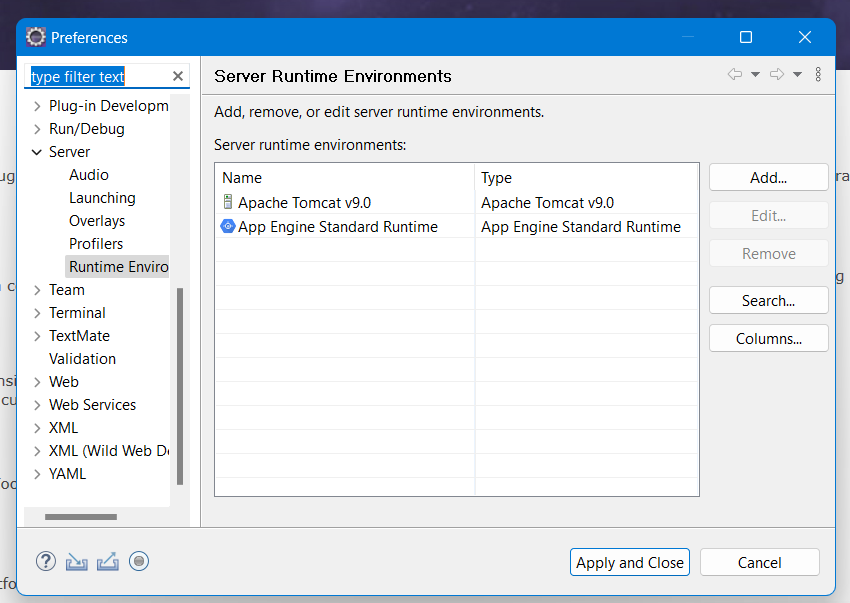 Preferences
type filter text
Plug-in Developm
Run/Debug
Server
Audio
Launching
Overlays
Profilers
Runtime Enviro
Team
Terminal
TextMate
Validation
Web
Web Services
XML
XML (Wild Web De
YAML
Server Runtime Environments
Add, remove, or edit server runtime environments.
Server runtime environments:
Name Type
Apache Tomcat v9.0 Apache Tomcat v9.0
App Engine Standard Runtime App Engine Standard Runtime
Add...
Edit...
Remove
Search...
Columns...
Apply and Close
Cancel